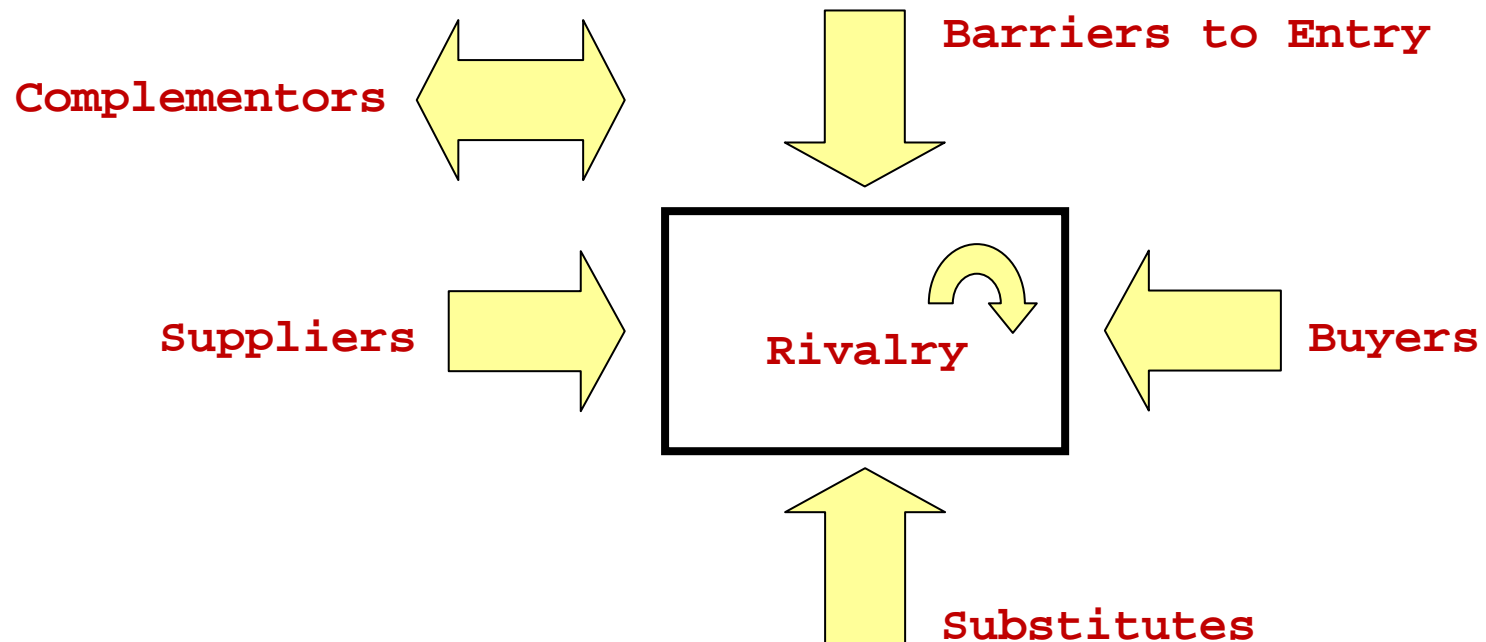 Barriers to Entry
Complementors
Suppliers
Rivalry
Buyers
Substitutes